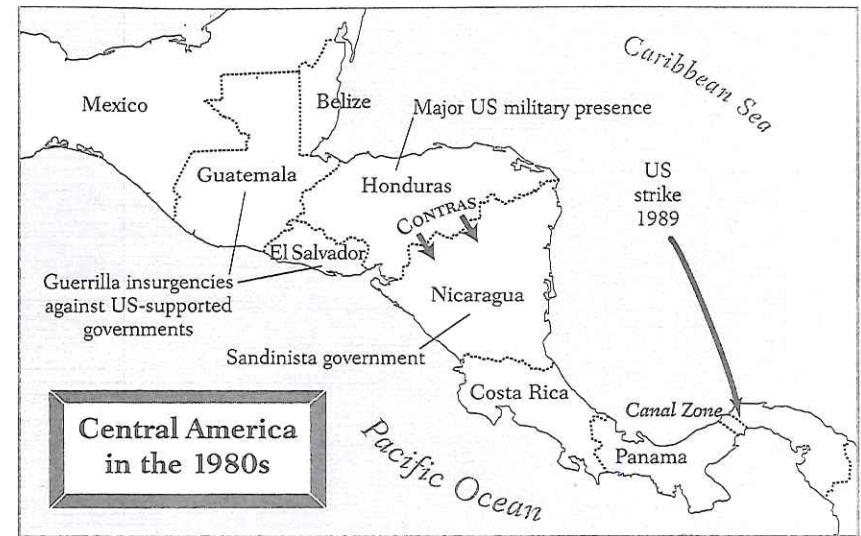 Caribbean Sea
Mexico
Belize
Major US military presence
Guatemala
Honduras
US
strike
1989
CONTRAS
El Salvador
Guerrilla insurgencies
against US-supported
governments
Nicaragua
Sandinista government
Costa Rica
Canal Zone
Central America
in the 1980s
Panama
Pacific Ocean